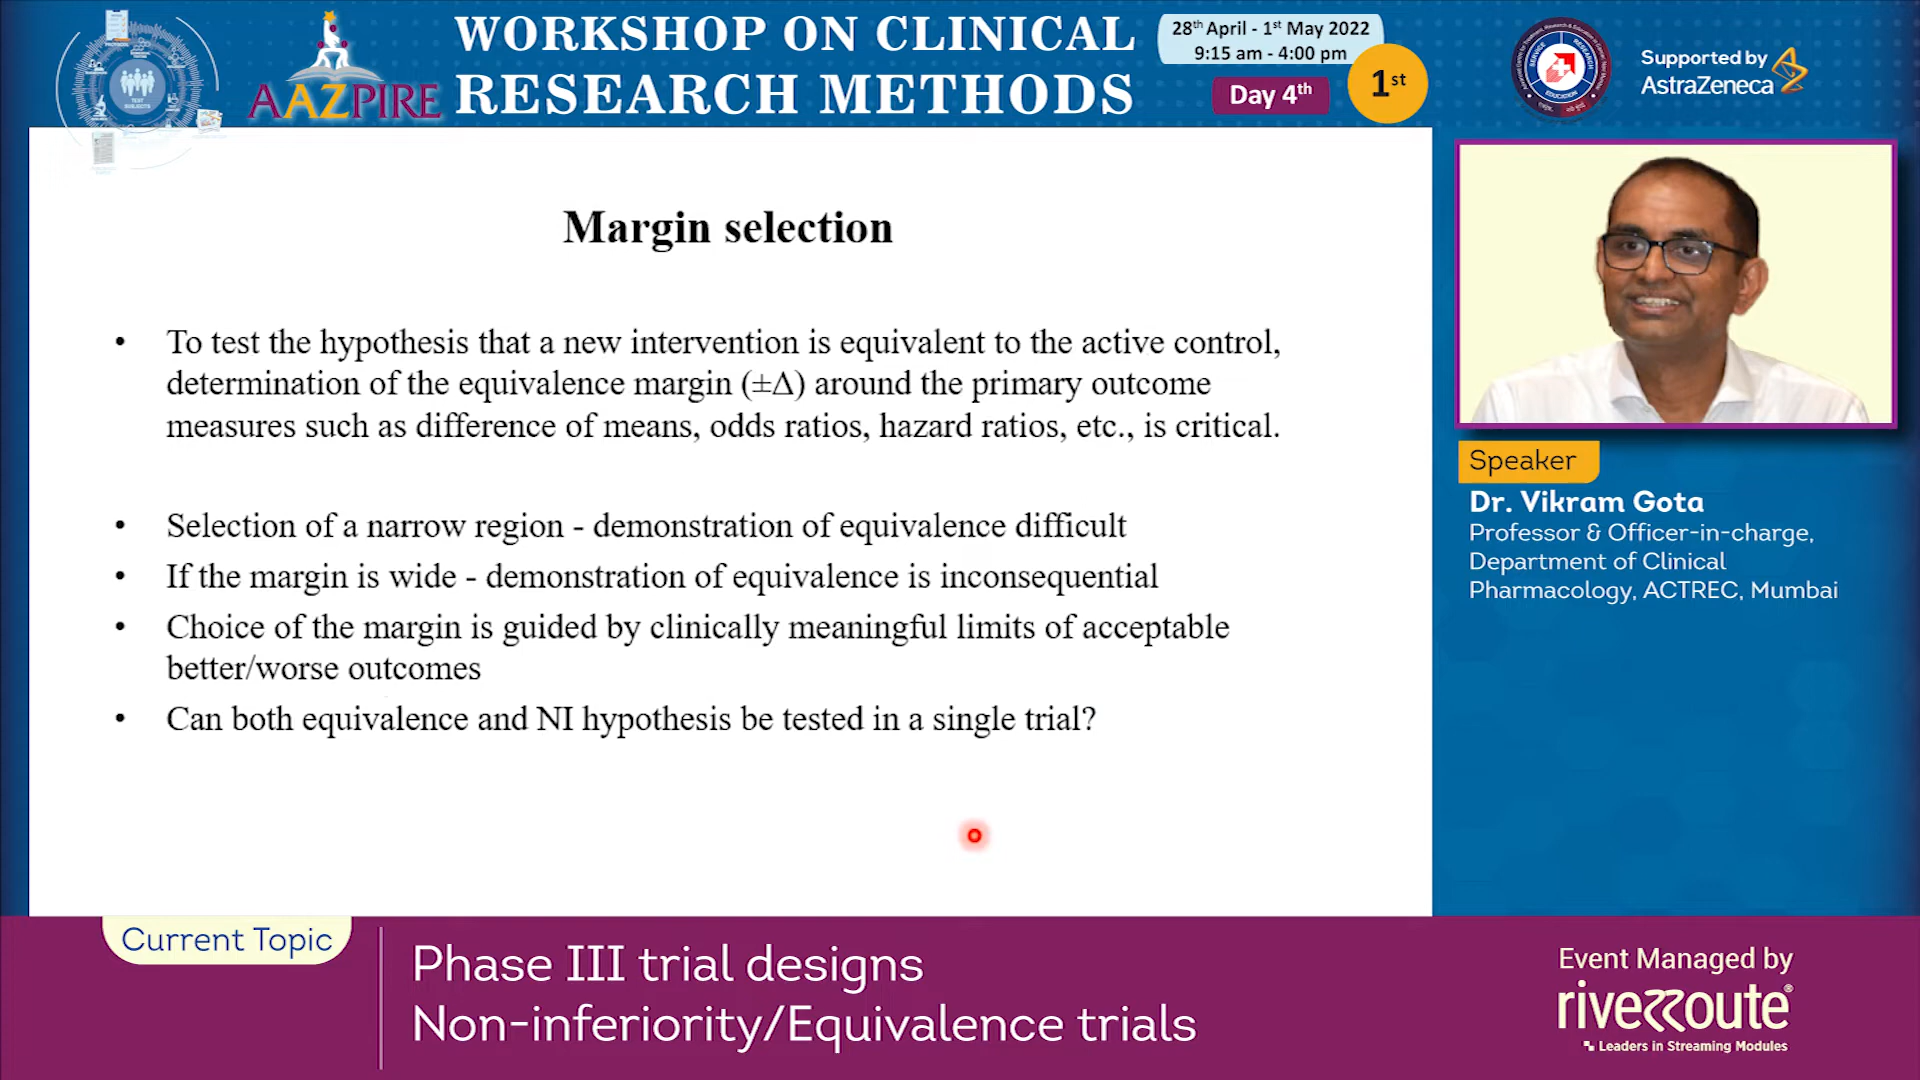 AAZPIRE
WORKSHOP ON CLINICAL
RESEARCH METHODS
28th April - 1st May 2022
9:15 am - 4:00 pm
Day 4th
1st
Supported by
AstraZeneca
TEST
SUBJECTS
SERVICE
RESEARCH
EDUCATION
Margin selection
• To test the hypothesis that a new intervention is equivalent to the active control,
determination of the equivalence margin (±Δ) around the primary outcome
measures such as difference of means, odds ratios, hazard ratios, etc., is critical.
• Selection of a narrow region - demonstration of equivalence difficult
• If the margin is wide - demonstration of equivalence is inconsequential
• Choice of the margin is guided by clinically meaningful limits of acceptable
better/worse outcomes
• Can both equivalence and NI hypothesis be tested in a single trial?
Speaker
Dr. Vikram Gota
Professor & Officer-in-charge,
Department of Clinical
Pharmacology, ACTREC, Mumbai
Current Topic
Phase III trial designs
Non-inferiority/Equivalence trials
Event Managed by
riveRRoute®
Leaders in Streaming Modules